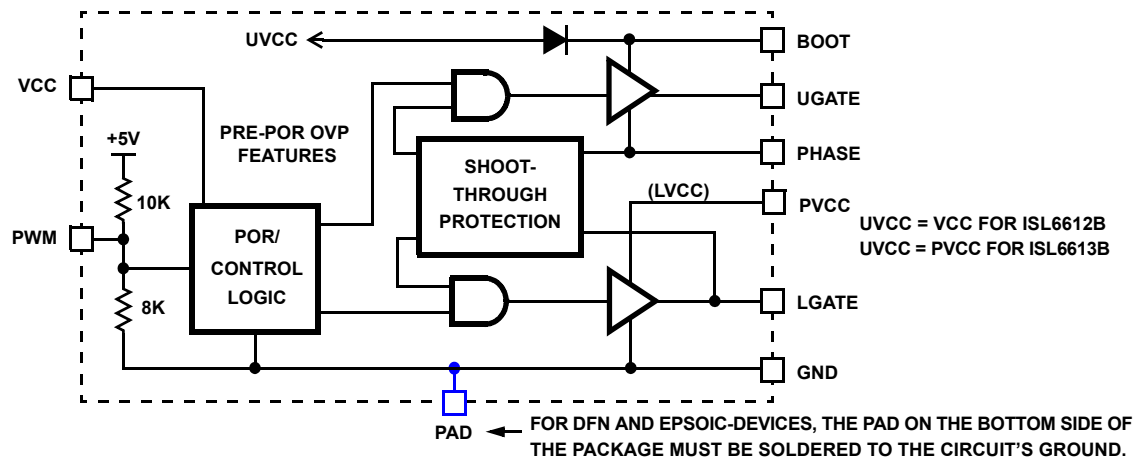 UVCC
BOOT
VCC
UGATE
+5V
PRE-POR OVP
FEATURES
SHOOT-
THROUGH
PROTECTION
PHASE
10K
(LVCC)
PVCC
UVCC = VCC FOR ISL6612B
UVCC = PVCC FOR ISL6613B
PWM
POR/
CONTROL
LOGIC
8K
LGATE
GND
PAD
FOR DFN AND EPSOIC-DEVICES, THE PAD ON THE BOTTOM SIDE OF
THE PACKAGE MUST BE SOLDERED TO THE CIRCUIT'S GROUND.